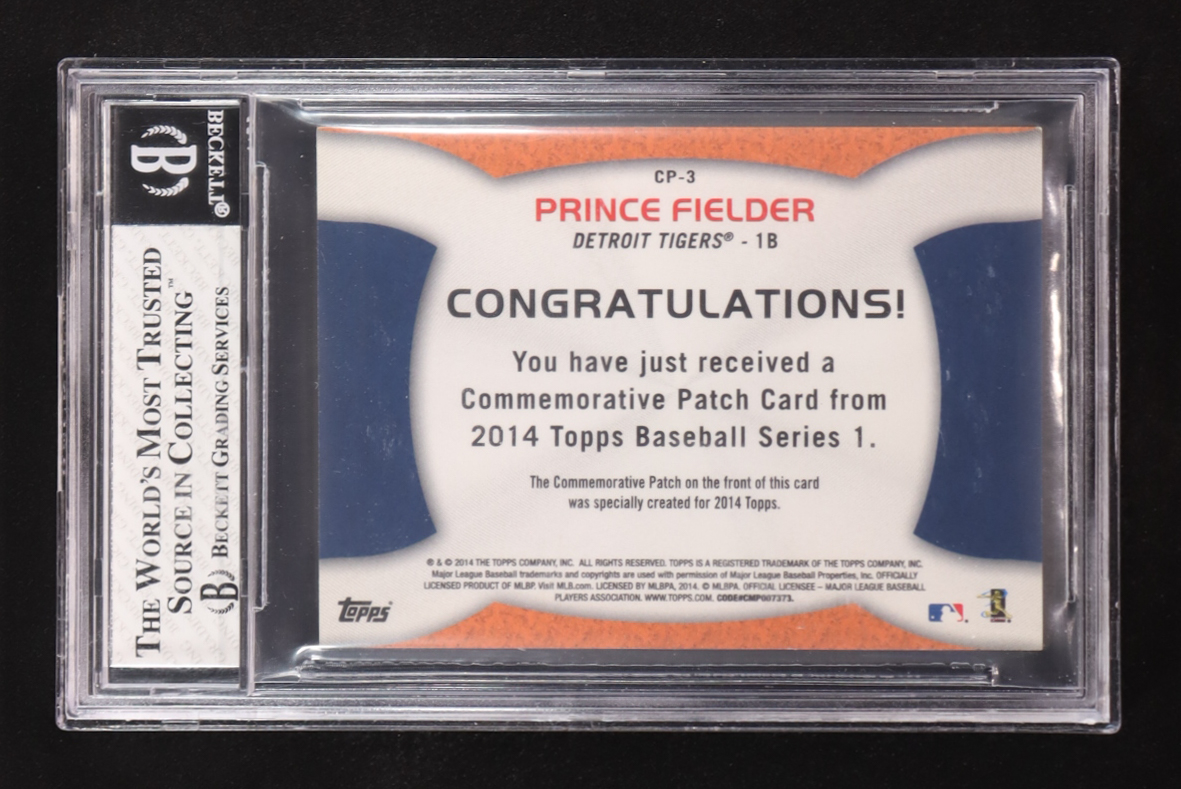 BECKETT®
B
THE WORLD'S MOST TRUSTED
SOURCE IN COLLECTING™
B BECKETT GRADING SERVICES
CP-3
PRINCE FIELDER
DETROIT TIGERS® - 1B
CONGRATULATIONS!
You have just received a
Commemorative Patch Card from
2014 Topps Baseball Series 1.
The Commemorative Patch on the front of this card
was specially created for 2014 Topps.
® & © 2014 THE TOPPS COMPANY, INC. ALL RIGHTS RESERVED. TOPPS IS A REGISTERED TRADEMARK OF THE TOPPS COMPANY, INC.
Major League Baseball trademarks and copyrights are used with permission of Major League Baseball Properties, Inc. OFFICIALLY
LICENSED PRODUCT OF MLBP. Visit MLB.com. LICENSED BY MLBPA, 2014. © MLBPA. OFFICIAL LICENSEE – MAJOR LEAGUE BASEBALL
PLAYERS ASSOCIATION. WWW.TOPPS.COM. CODE#CMP007373.
topps®